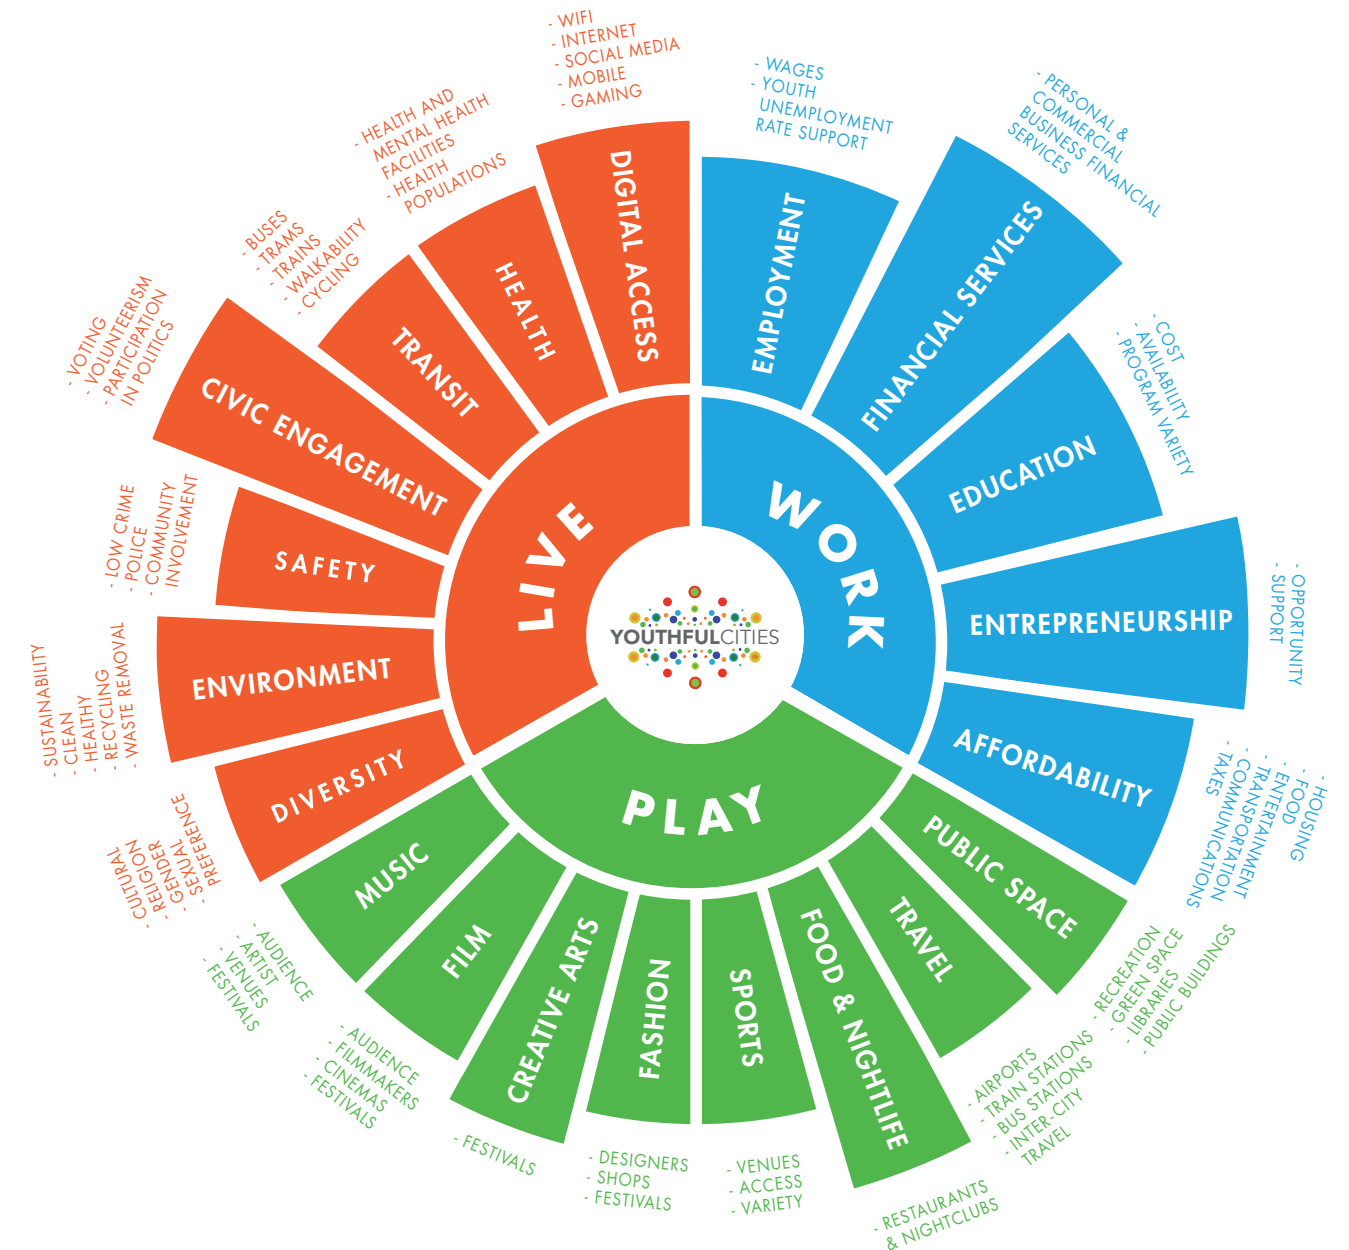 YOUTHFULCITIES
LIVE
DIGITAL ACCESS
- WIFI
- INTERNET
- SOCIAL MEDIA
- MOBILE
- GAMING
HEALTH
- HEALTH AND
MENTAL HEALTH
FACILITIES
- HEALTH
POPULATIONS
TRANSIT
- BUSES
- TRAMS
- TRAINS
- WALKABILITY
- CYCLING
CIVIC ENGAGEMENT
- VOTING
- VOLUNTEERISM
- PARTICIPATION
IN POLITICS
SAFETY
- LOW CRIME
- POLICE
- COMMUNITY
INVOLVEMENT
ENVIRONMENT
- SUSTAINABILITY
- CLEAN
- HEALTHY
- RECYCLING
- WASTE REMOVAL
DIVERSITY
- CULTURAL
- RELIGION
- GENDER
- SEXUAL
PREFERENCE
WORK
EMPLOYMENT
- WAGES
- YOUTH
UNEMPLOYMENT
RATE SUPPORT
FINANCIAL SERVICES
- PERSONAL &
COMMERCIAL
BUSINESS FINANCIAL
SERVICES
EDUCATION
- COST
- AVAILABILITY
- PROGRAM VARIETY
ENTREPRENEURSHIP
- OPPORTUNITY
- SUPPORT
AFFORDABILITY
- HOUSING
- FOOD
- ENTERTAINMENT
- TRANSPORTATION
- COMMUNICATIONS
- TAXES
PLAY
PUBLIC SPACE
- RECREATION
- GREEN SPACE
- LIBRARIES
- PUBLIC BUILDINGS
TRAVEL
- AIRPORTS
- TRAIN STATIONS
- BUS STATIONS
- INTER-CITY
TRAVEL
FOOD & NIGHTLIFE
- RESTAURANTS
& NIGHTCLUBS
SPORTS
- VENUES
- ACCESS
- VARIETY
FASHION
- DESIGNERS
- SHOPS
- FESTIVALS
CREATIVE ARTS
- FESTIVALS
FILM
- AUDIENCE
- FILMMAKERS
- CINEMAS
- FESTIVALS
MUSIC
- AUDIENCE
- ARTIST
- VENUES
- FESTIVALS